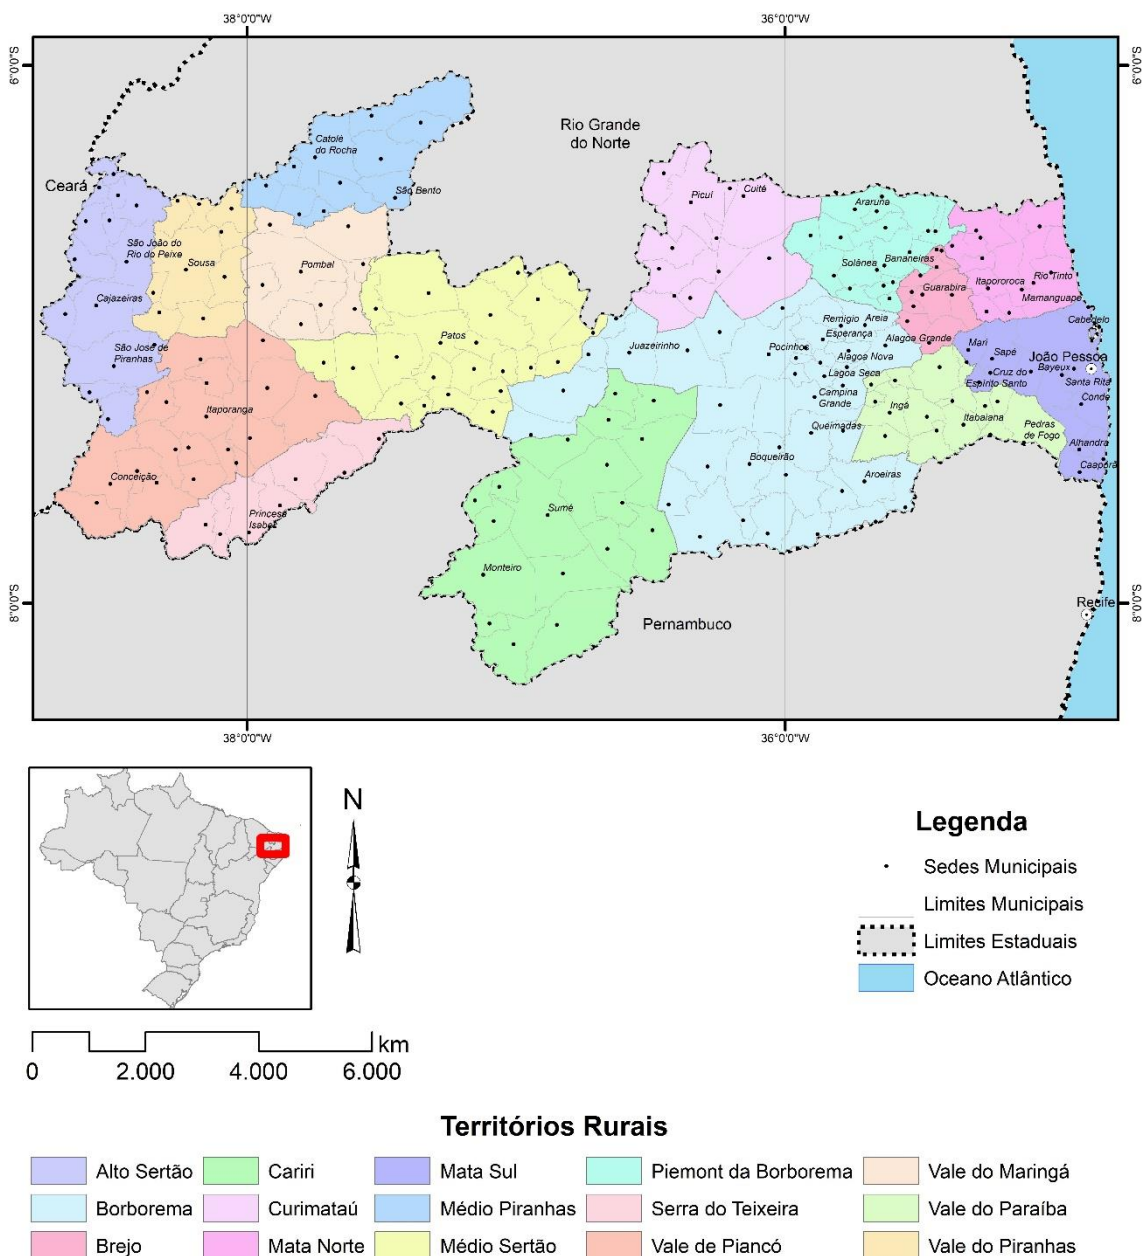 38°0'0"W
36°0'0"W
6°0'0"S
6°0'0"S
Rio Grande
do Norte
Catolé
do Rocha
Ceará
São Bento
Picuí
Cuité
Araruna
São João do
Rio do Peixe
Sousa
Pombal
Solânea
Bananeiras
Itapororoca
Rio Tinto
Mamanguape
Guarabira
Cajazeiras
Cabedelo
Remígio
Areia
Esperança
Patos
Juazeirinho
Pocinhos
Alagoa Grande
Mari
Sapé
João Pessoa
São José de
Piranhas
Alagoa Nova
Lagoa Seca
Cruz do
Espírito Santo
Bayeux
Santa Rita
Campina
Grande
Conde
Itaporanga
Ingá
Itabaiana
Queimadas
Pedras
de Fogo
Alhandra
Boqueirão
Caaporã
Conceição
Aroeiras
Princesa
Isabel
Sumé
Monteiro
8°0'0"S
8°0'0"S
Recife
Pernambuco
38°0'0"W
36°0'0"W
N
Legenda
Sedes Municipais
Limites Municipais
Limites Estaduais
Oceano Atlântico
km
0 2.000 4.000 6.000
Territórios Rurais
Alto Sertão Cariri Mata Sul Piemont da Borborema Vale do Maringá
Borborema Curimataú Médio Piranhas Serra do Teixeira Vale do Paraíba
Brejo Mata Norte Médio Sertão Vale de Piancó Vale do Piranhas